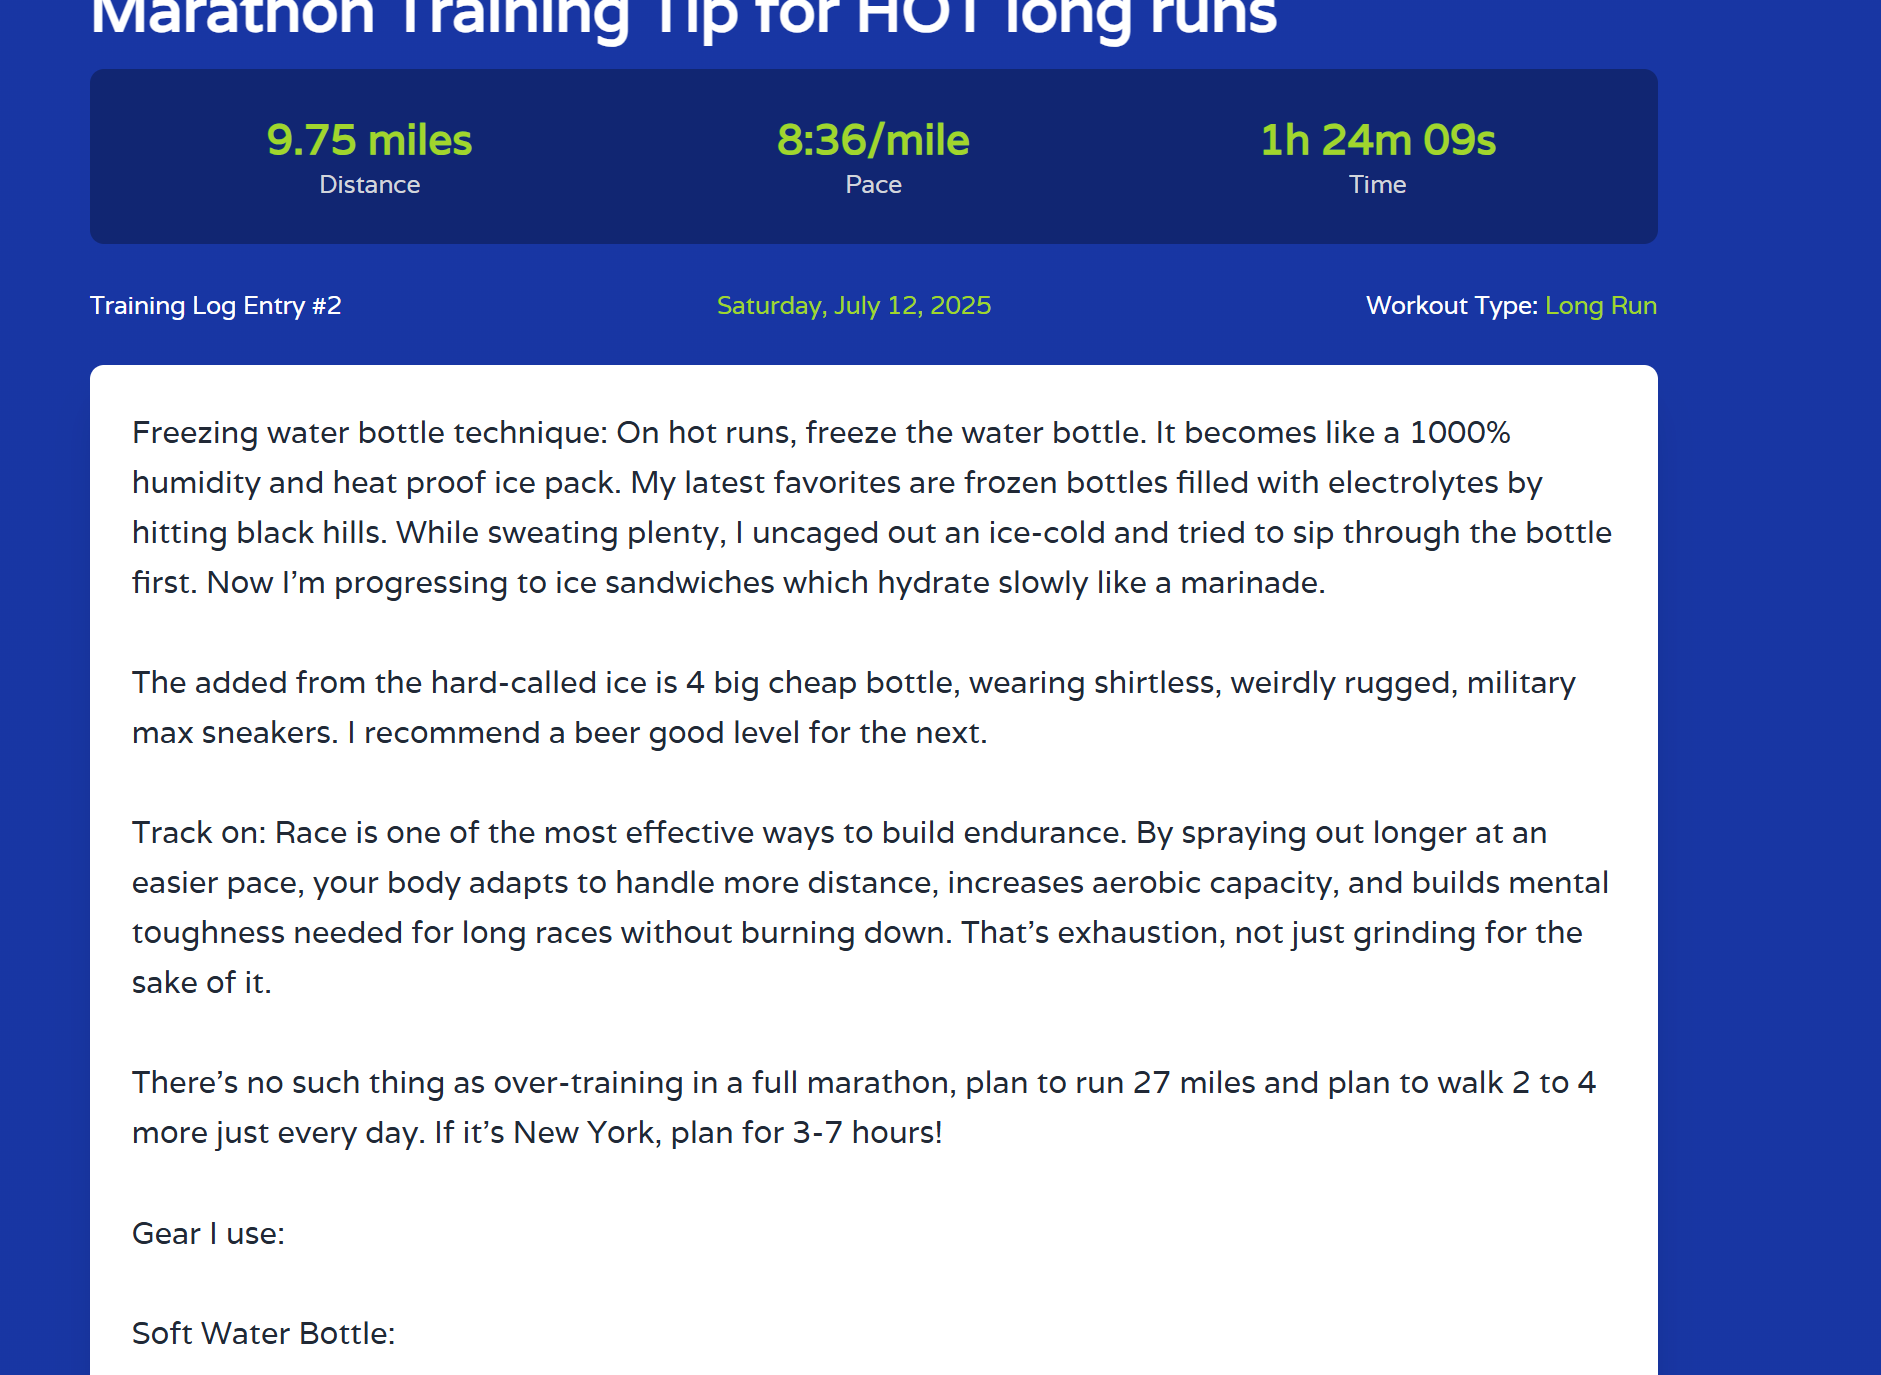 Marathon Training Tip for HOT long runs
9.75 miles
Distance
8:36/mile
Pace
1h 24m 09s
Time
Training Log Entry #2
Saturday, July 12, 2025
Workout Type: Long Run
Freezing water bottle technique: On hot runs, freeze the water bottle. It becomes like a 1000%
humidity and heat proof ice pack. My latest favorites are frozen bottles filled with electrolytes by
hitting black hills. While sweating plenty, I uncaged out an ice-cold and tried to sip through the bottle
first. Now I’m progressing to ice sandwiches which hydrate slowly like a marinade.
The added from the hard-called ice is 4 big cheap bottle, wearing shirtless, weirdly rugged, military
max sneakers. I recommend a beer good level for the next.
Track on: Race is one of the most effective ways to build endurance. By spraying out longer at an
easier pace, your body adapts to handle more distance, increases aerobic capacity, and builds mental
toughness needed for long races without burning down. That’s exhaustion, not just grinding for the
sake of it.
There’s no such thing as over-training in a full marathon, plan to run 27 miles and plan to walk 2 to 4
more just every day. If it’s New York, plan for 3-7 hours!
Gear I use:
Soft Water Bottle: